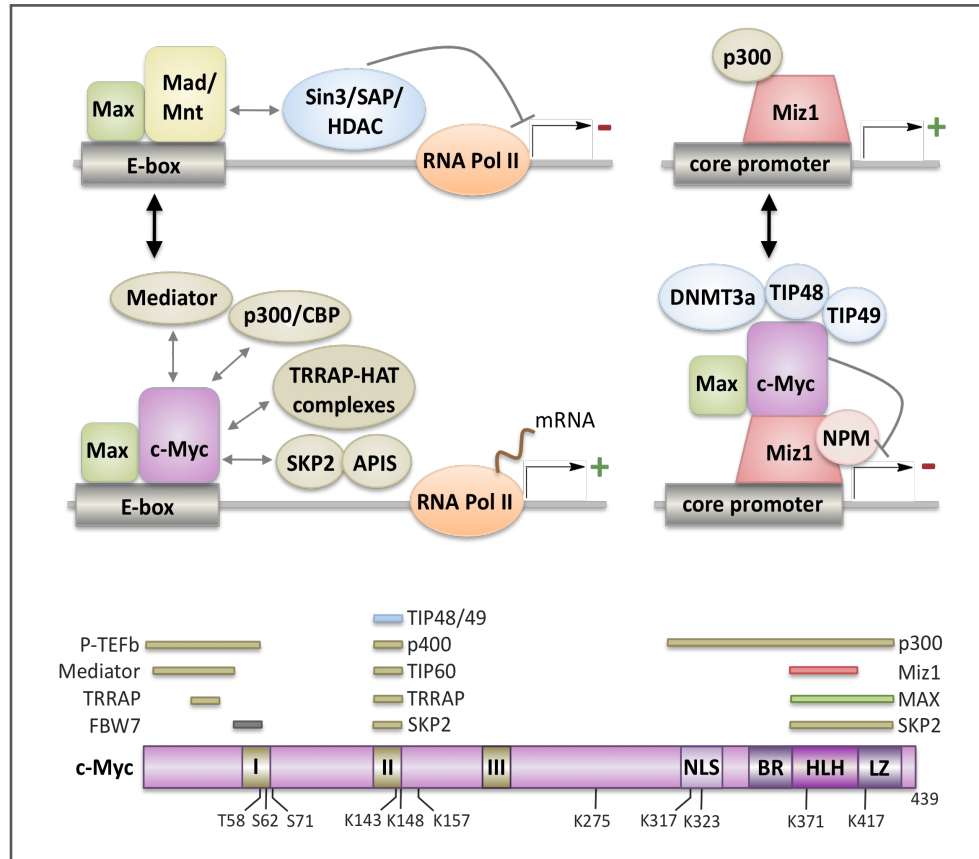 Max
Mad/
Mnt
E-box
Sin3/SAP/
HDAC
RNA Pol II
-
p300
Miz1
core promoter
+
Mediator
p300/CBP
TRRAP-HAT
complexes
Max
c-Myc
SKP2
APIS
E-box
RNA Pol II
mRNA
+
DNMT3a
TIP48
TIP49
Max
c-Myc
Miz1
NPM
core promoter
-
P-TEFb
Mediator
TRRAP
FBW7
TIP48/49
p400
TIP60
TRRAP
SKP2
p300
Miz1
MAX
SKP2
c-Myc
I
II
III
NLS
BR
HLH
LZ
439
T58
S62
S71
K143
K148
K157
K275
K317
K323
K371
K417